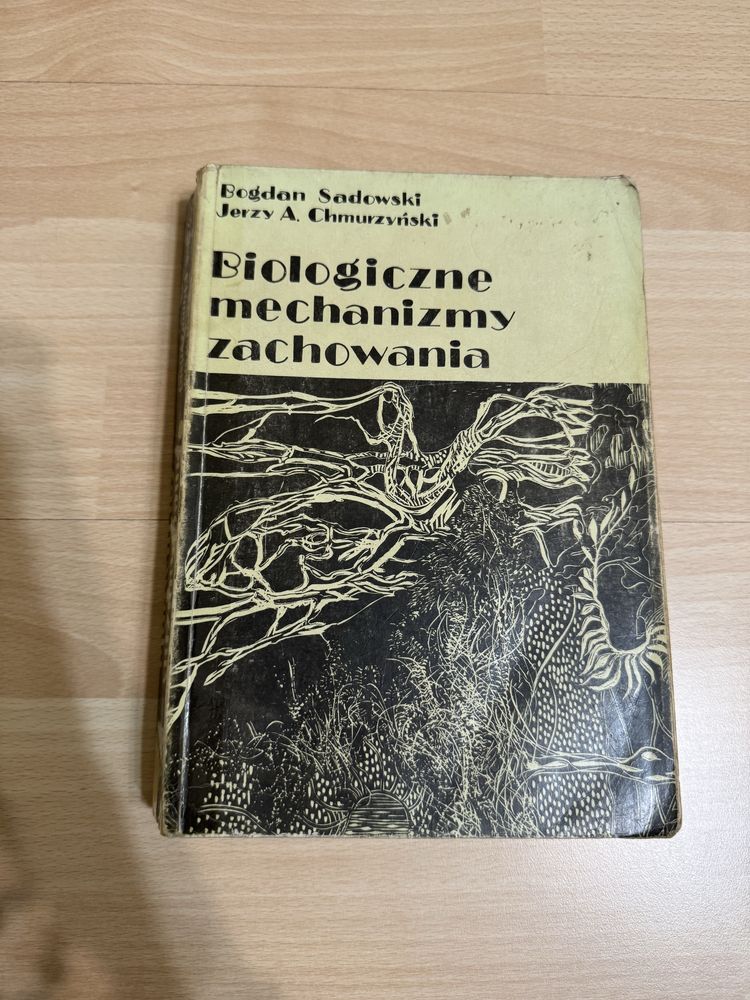 Bogdan Sadowski
Jerzy A. Chmurzyński
Biologiczne
mechanizmy
zachowania